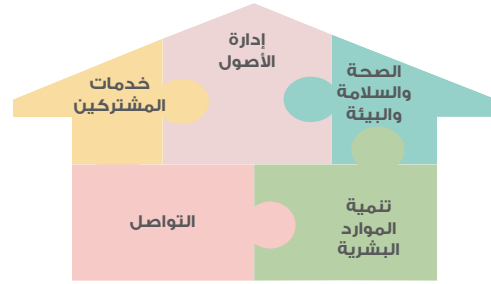 إدارة
الأصول
الصحة
والسلامة
والبيئة
خدمات
المشتركين
تنمية
الموارد
البشرية
التواصل